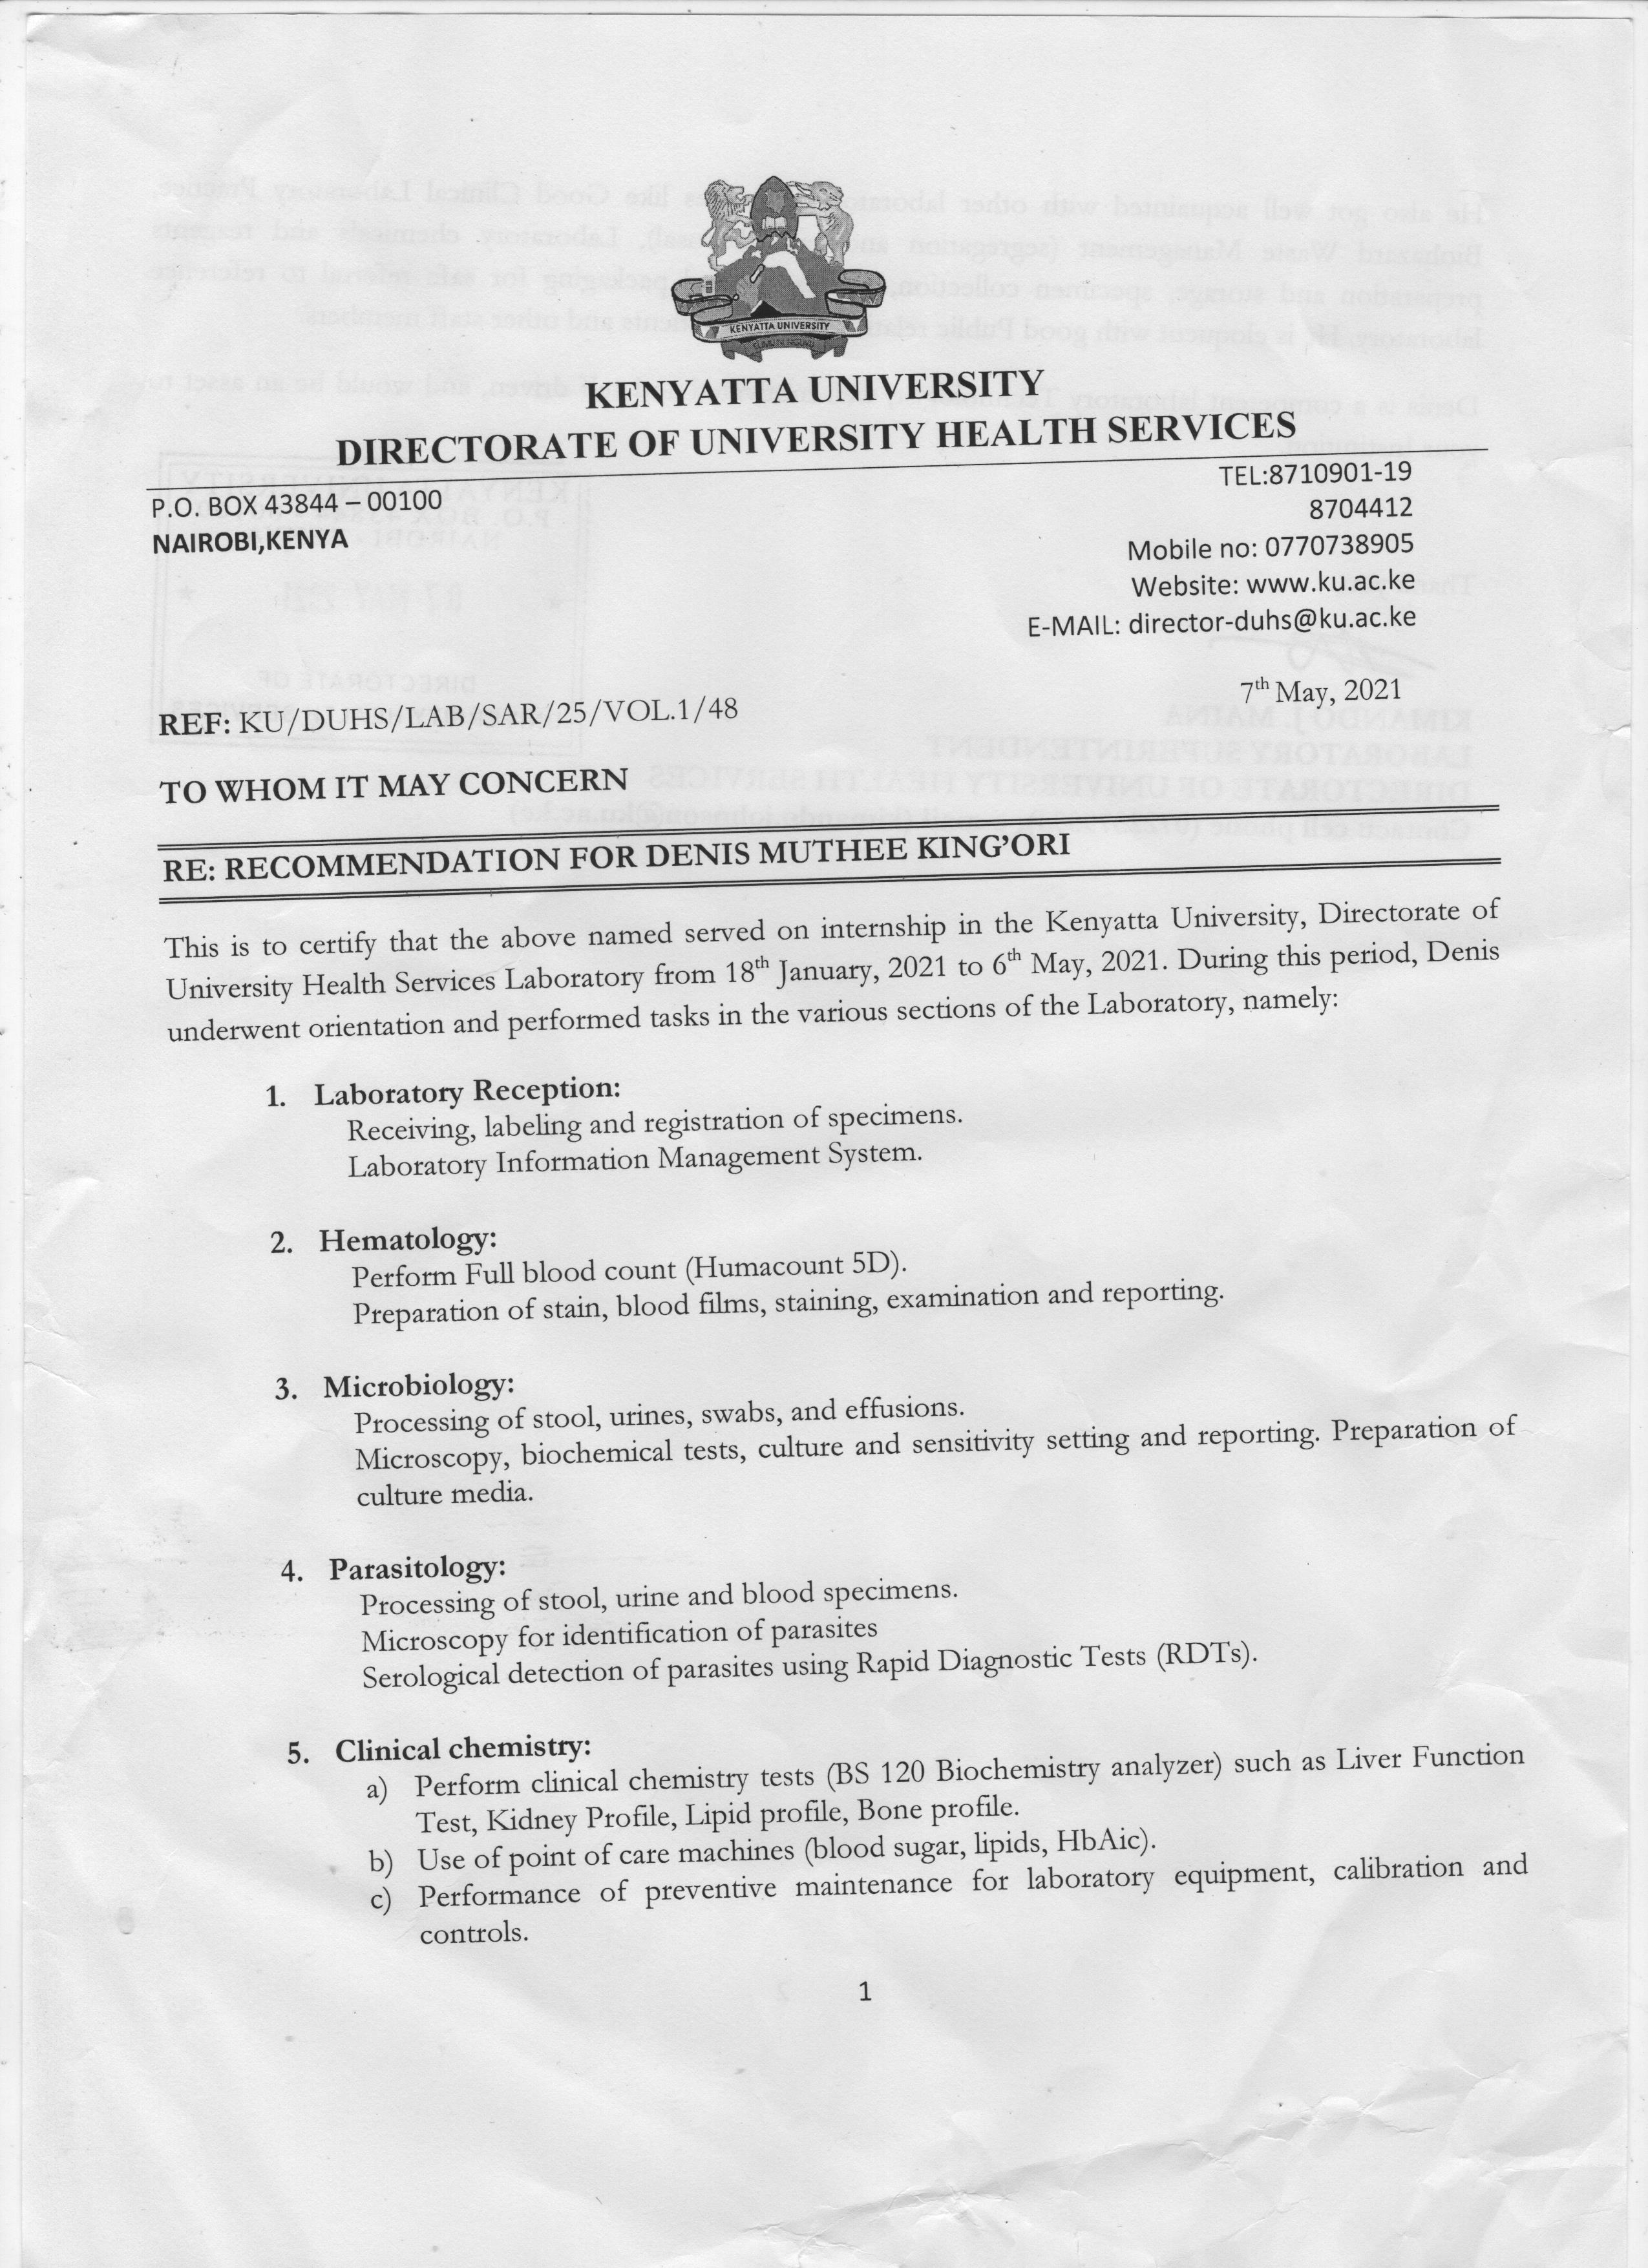 KENYATTA UNIVERSITY
KENYATTA UNIVERSITY
DIRECTORATE OF UNIVERSITY HEALTH SERVICES
P.O. BOX 43844 – 00100
NAIROBI,KENYA
TEL:8710901-19
8704412
Mobile no: 0770738905
Website: www.ku.ac.ke
E-MAIL: director-duhs@ku.ac.ke
7th May, 2021
REF: KU/DUHS/LAB/SAR/25/VOL.1/48
TO WHOM IT MAY CONCERN
RE: RECOMMENDATION FOR DENIS MUTHEE KING’ORI
This is to certify that the above named served on internship in the Kenyatta University, Directorate of
University Health Services Laboratory from 18th January, 2021 to 6th May, 2021. During this period, Denis
underwent orientation and performed tasks in the various sections of the Laboratory, namely:
1. Laboratory Reception:
Receiving, labeling and registration of specimens.
Laboratory Information Management System.
2. Hematology:
Perform Full blood count (Humacount 5D).
Preparation of stain, blood films, staining, examination and reporting.
3. Microbiology:
Processing of stool, urines, swabs, and effusions.
Microscopy, biochemical tests, culture and sensitivity setting and reporting. Preparation of
culture media.
4. Parasitology:
Processing of stool, urine and blood specimens.
Microscopy for identification of parasites
Serological detection of parasites using Rapid Diagnostic Tests (RDTs).
5. Clinical chemistry:
a) Perform clinical chemistry tests (BS 120 Biochemistry analyzer) such as Liver Function
Test, Kidney Profile, Lipid profile, Bone profile.
b) Use of point of care machines (blood sugar, lipids, HbAic).
c) Performance of preventive maintenance for laboratory equipment, calibration and
controls.
1